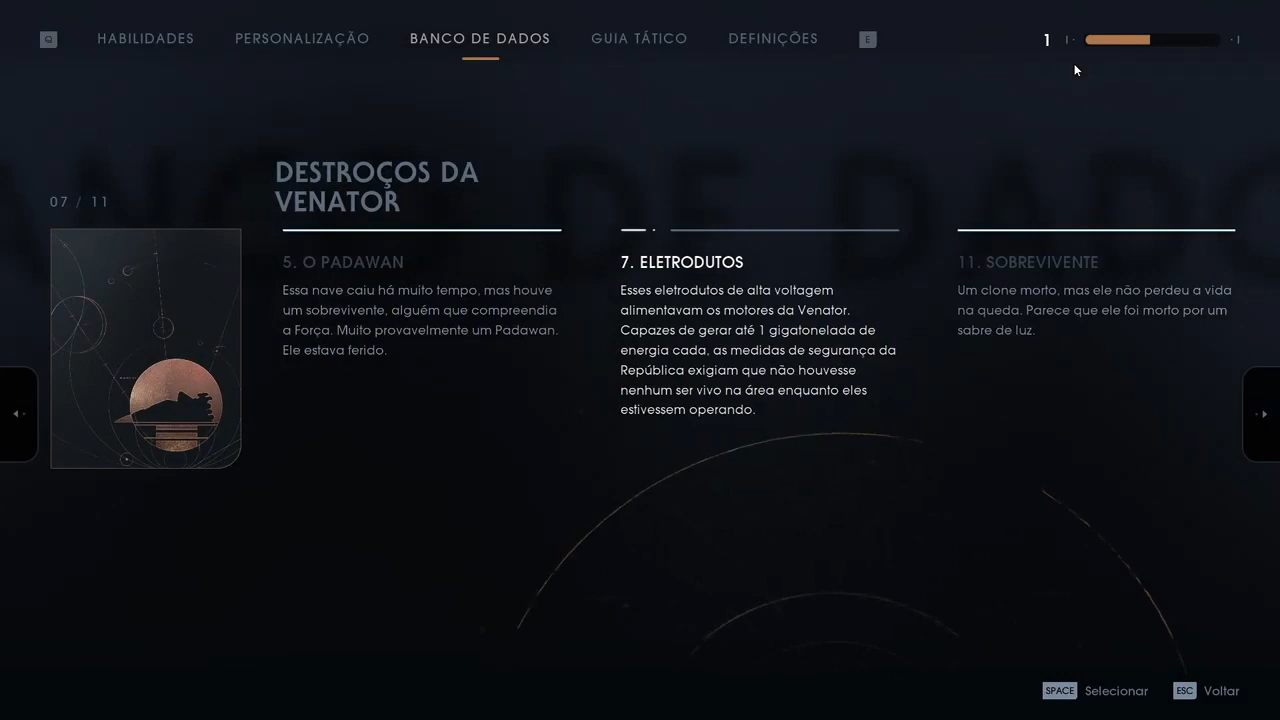 Q HABILIDADES PERSONALIZAÇÃO BANCO DE DADOS GUIA TÁTICO DEFINIÇÕES E 1
BANCO DE DADOS
DESTROÇOS DA
VENATOR
07 / 11
5. O PADAWAN
Essa nave caiu há muito tempo, mas houve
um sobrevivente, alguém que compreendia
a Força. Muito provavelmente um Padawan.
Ele estava ferido.
7. ELETRODUTOS
Esses eletrodutos de alta voltagem
alimentavam os motores da Venator.
Capazes de gerar até 1 gigatonelada de
energia cada, as medidas de segurança da
República exigiam que não houvesse
nenhum ser vivo na área enquanto eles
estivessem operando.
11. SOBREVIVENTE
Um clone morto, mas ele não perdeu a vida
na queda. Parece que ele foi morto por um
sabre de luz.
SPACE Selecionar ESC Voltar